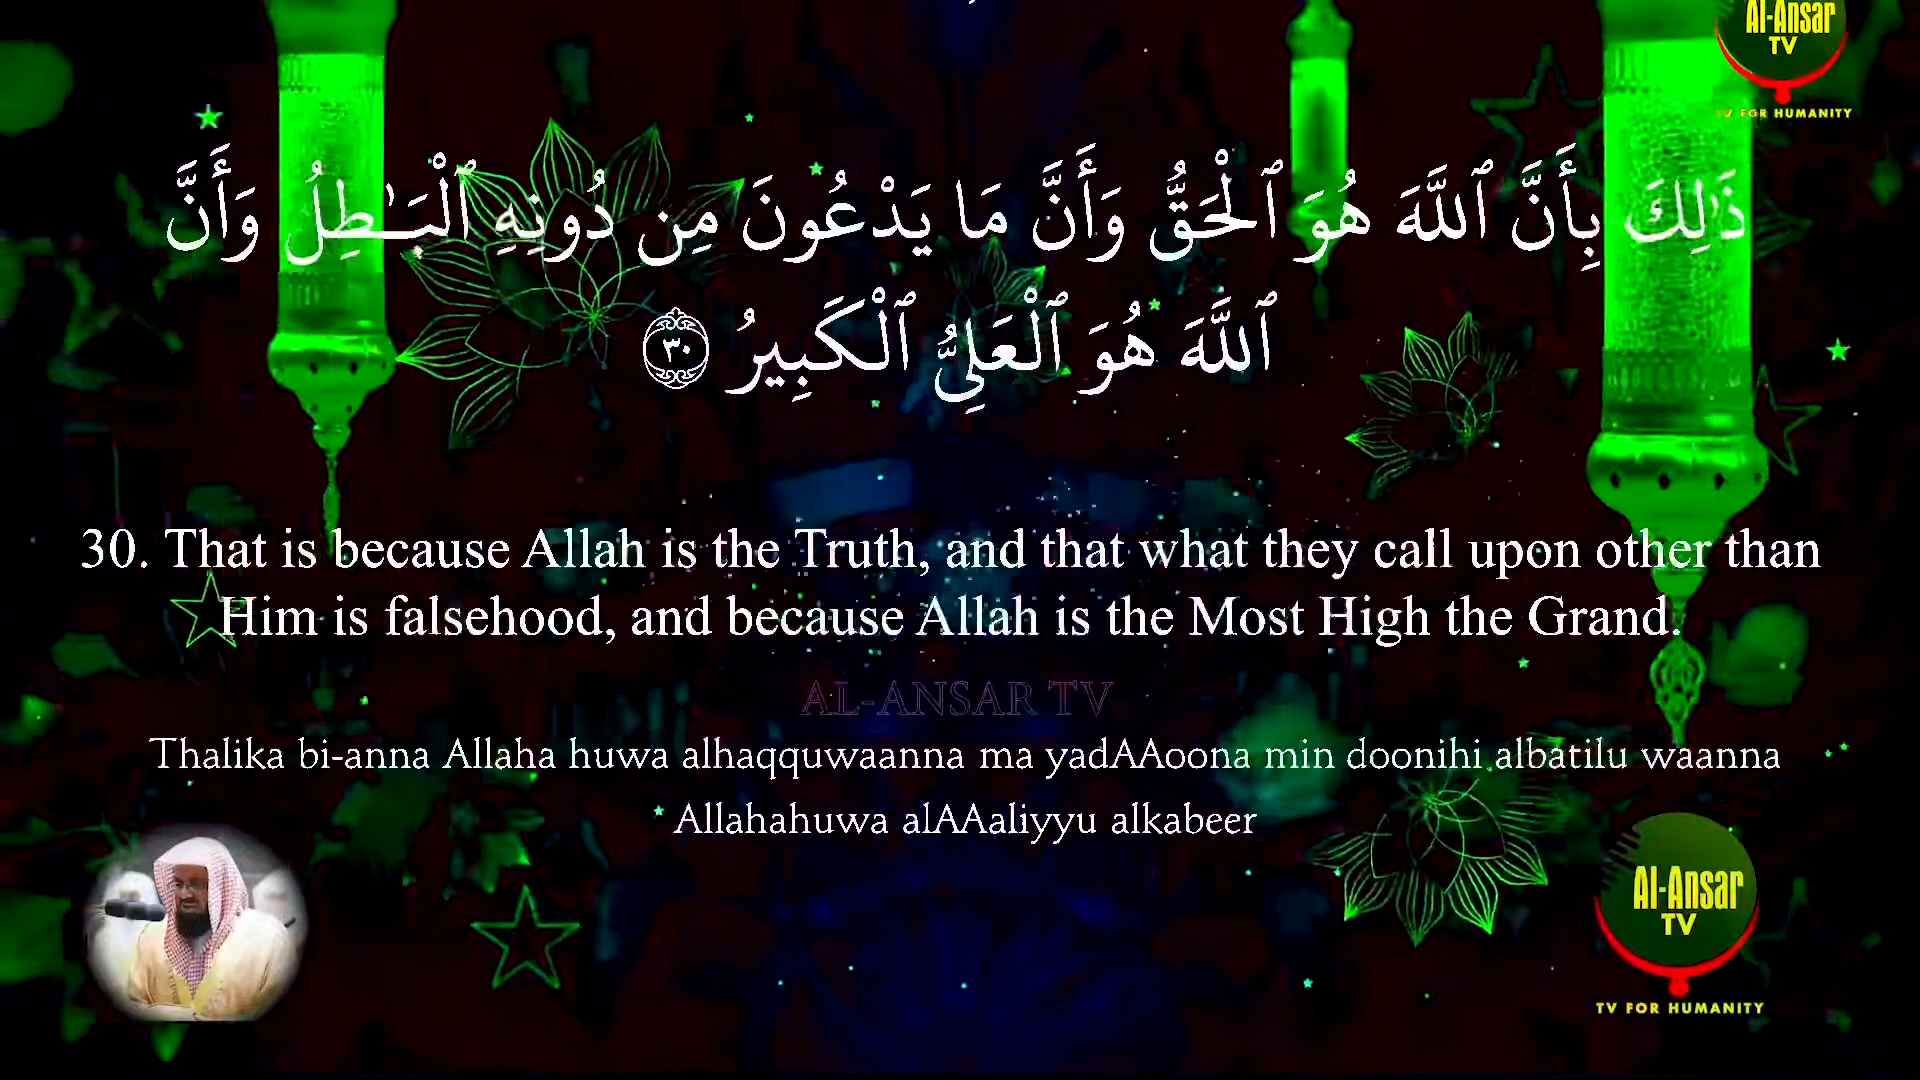 Al-Ansar
TV
TV FOR HUMANITY
ذَٰلِكَ بِأَنَّ ٱللَّهَ هُوَ ٱلْحَقُّ وَأَنَّ مَا يَدْعُونَ مِن دُونِهِ ٱلْبَـٰطِلُ وَأَنَّ
ٱللَّهَ هُوَ ٱلْعَلِىُّ ٱلْكَبِيرُ ٣٠
30. That is because Allah is the Truth, and that what they call upon other than
Him is falsehood, and because Allah is the Most High the Grand.
AL-ANSAR TV
Thalika bi-anna Allaha huwa alhaqquwaanna ma yadAAoona min doonihi albatilu waanna
Allahahuwa alAAaliyyu alkabeer
Al-Ansar
TV
TV FOR HUMANITY